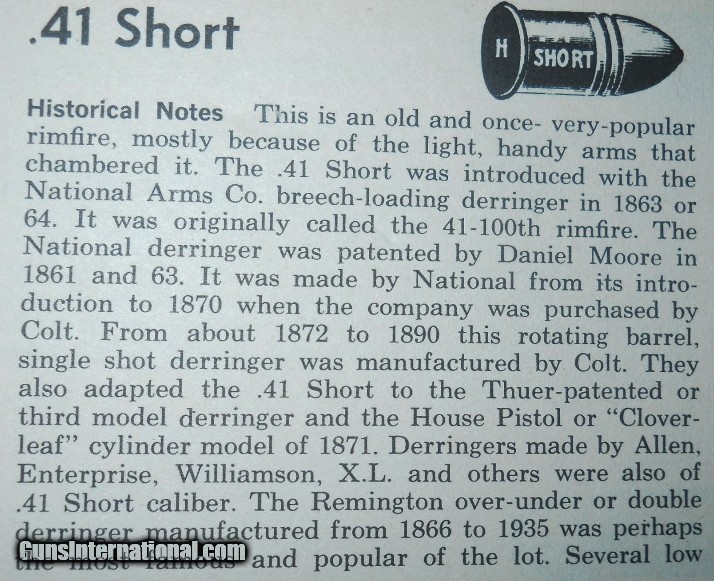 .41 Short
H SHORT
Historical Notes This is an old and once- very-popular
rimfire, mostly because of the light, handy arms that
chambered it. The .41 Short was introduced with the
National Arms Co. breech-loading derringer in 1863 or
64. It was originally called the 41-100th rimfire. The
National derringer was patented by Daniel Moore in
1861 and 63. It was made by National from its intro-
duction to 1870 when the company was purchased by
Colt. From about 1872 to 1890 this rotating barrel,
single shot derringer was manufactured by Colt. They
also adapted the .41 Short to the Thuer-patented or
third model derringer and the House Pistol or “Clover-
leaf” cylinder model of 1871. Derringers made by Allen,
Enterprise, Williamson, X.L. and others were also of
.41 Short caliber. The Remington over-under or double
derringer manufactured from 1866 to 1935 was perhaps
the most famous and popular of the lot. Several low
GunsInternational.com